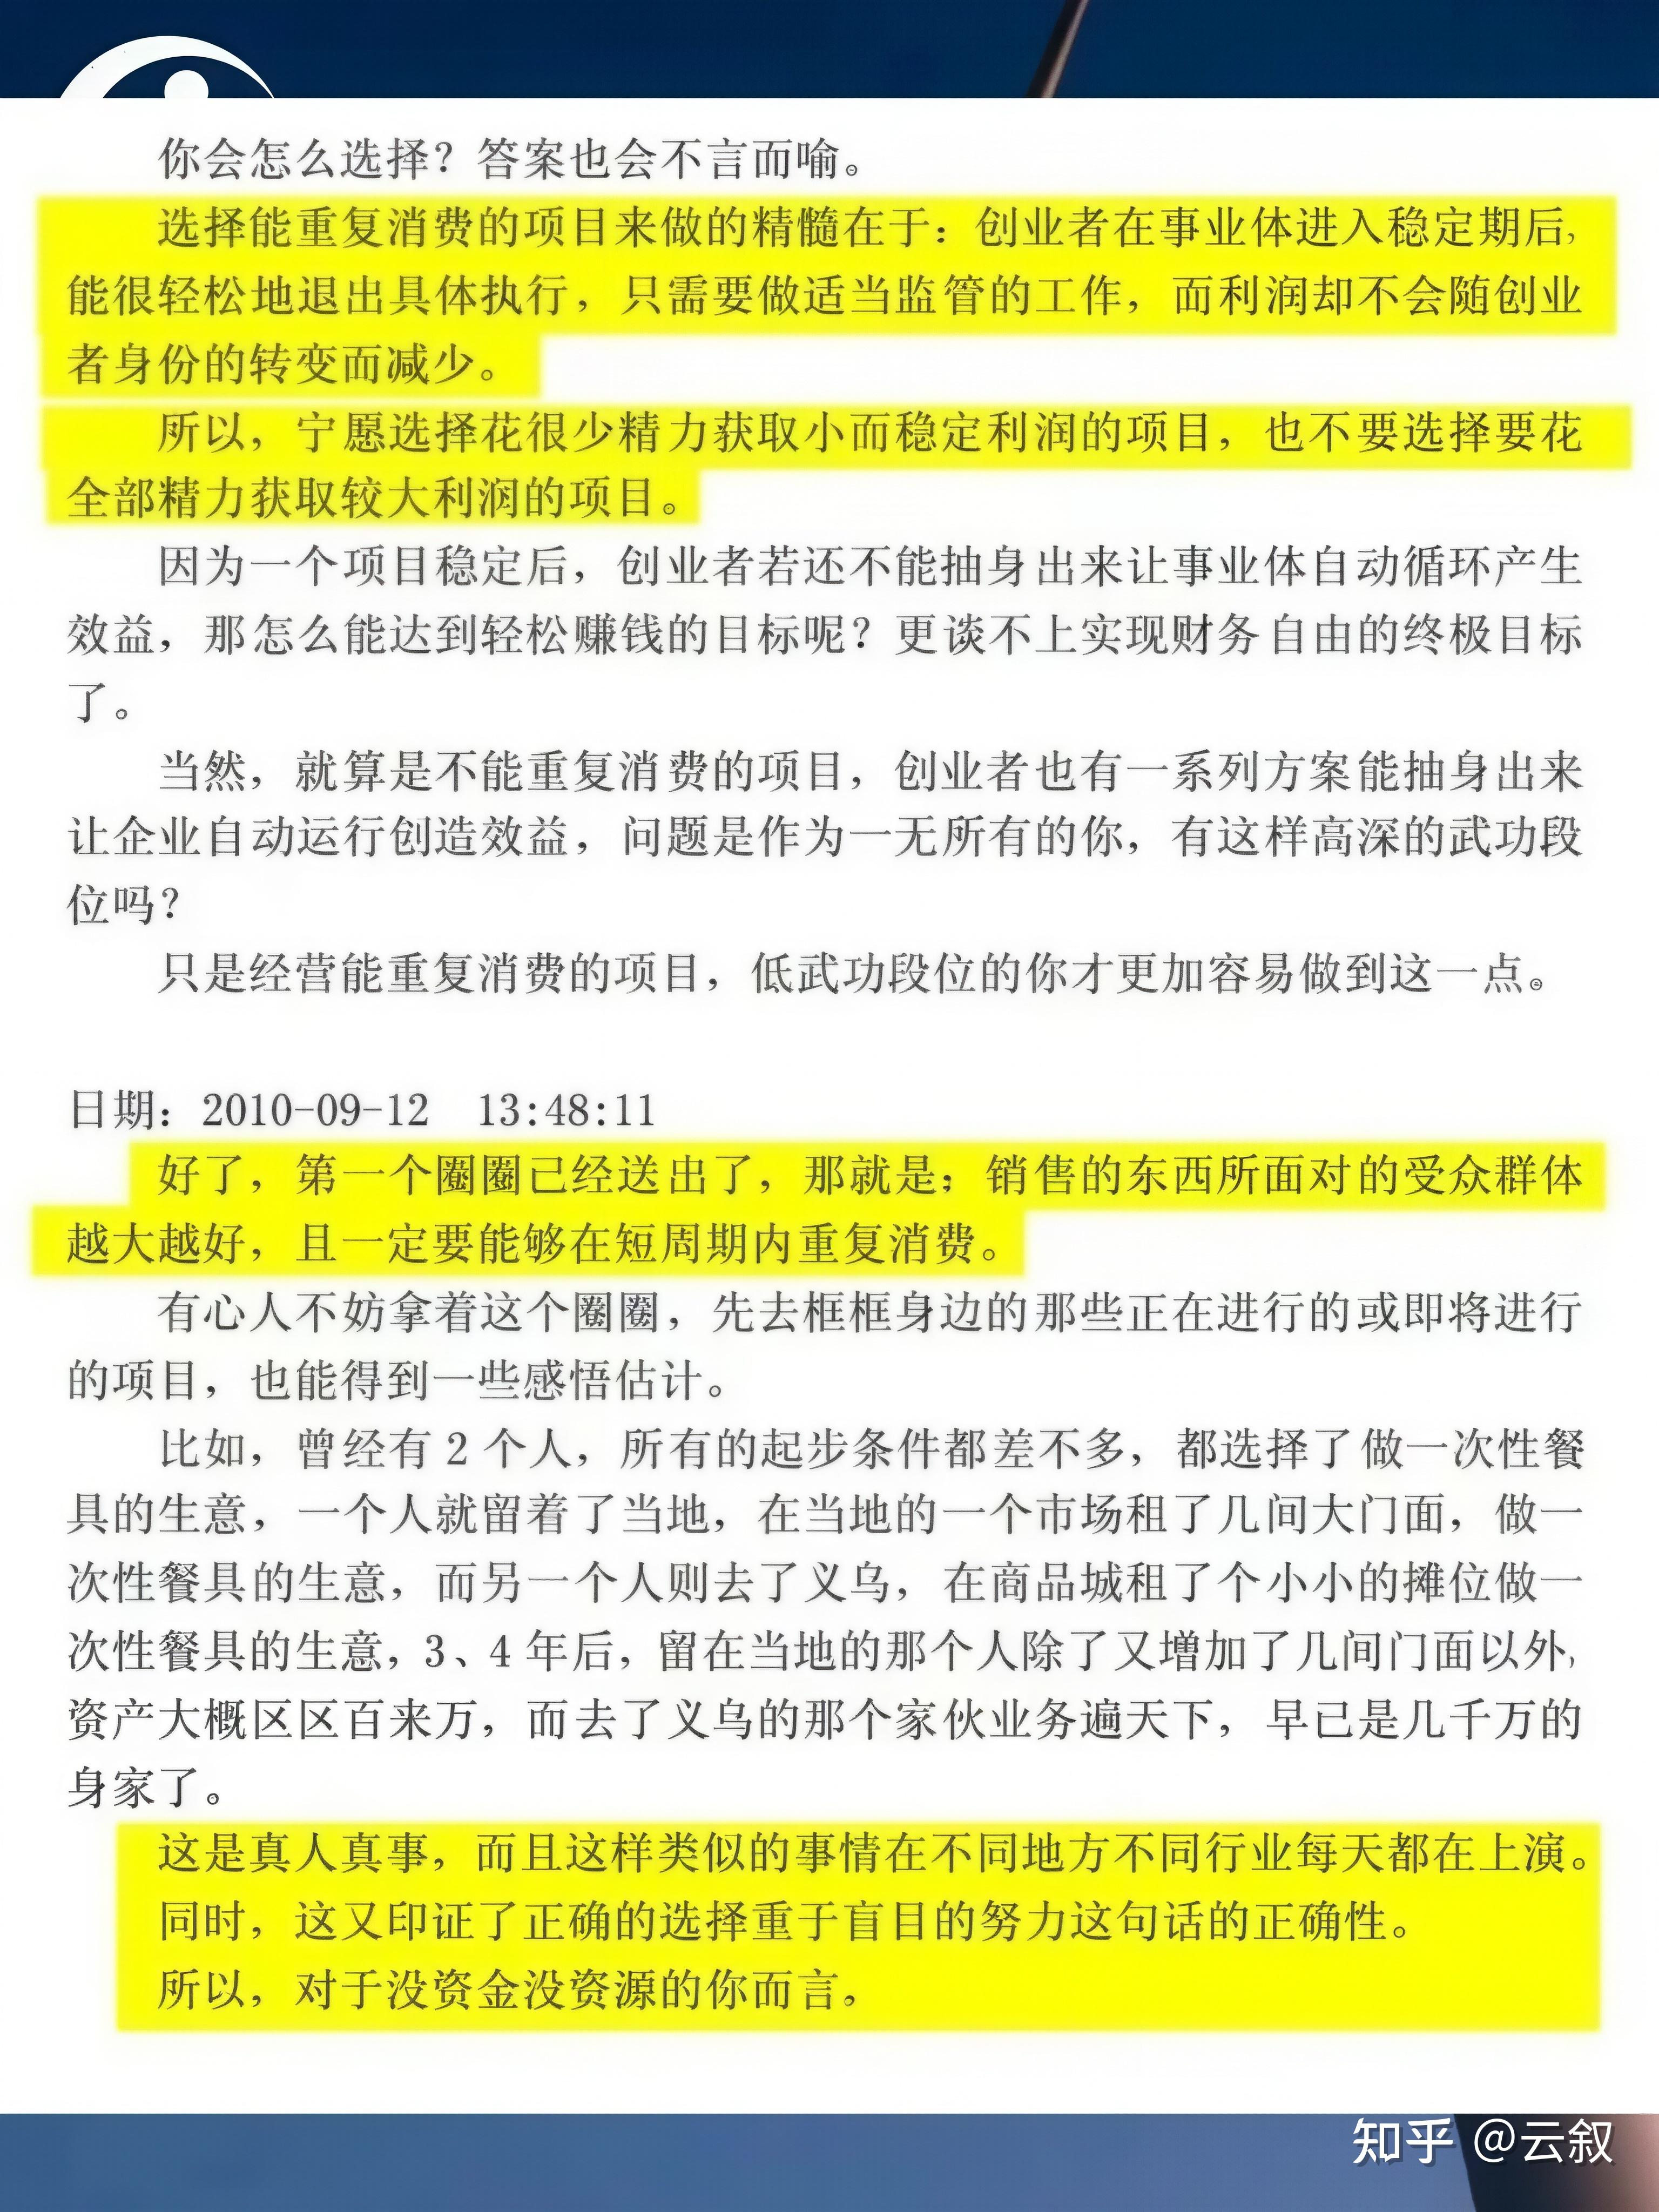 你会怎么选择？答案也会不言而喻。
选择能重复消费的项目来做的精髓在于：创业者在事业体进入稳定期后，
能很轻松地退出具体执行，只需要做适当监管的工作，而利润却不会随创业
者身份的转变而减少。
所以，宁愿选择花很少精力获取小而稳定利润的项目，也不要选择要花
全部精力获取较大利润的项目。
因为一个项目稳定后，创业者若还不能抽身出来让事业体自动循环产生
效益，那怎么能达到轻松赚钱的目标呢？更谈不上实现财务自由的终极目标
了。
当然，就算是不能重复消费的项目，创业者也有一系列方案能抽身出来
让企业自动运行创造效益，问题是作为一无所有的你，有这样高深的武功段
位吗？
只是经营能重复消费的项目，低武功段位的你才更加容易做到这一点。
日期：2010-09-12 13:48:11
好了，第一个圈圈已经送出了，那就是；销售的东西所面对的受众群体
越大越好，且一定要能够在短周期内重复消费。
有心人不妨拿着这个圈圈，先去框框身边的那些正在进行的或即将进行
的项目，也能得到一些感悟估计。
比如，曾经有 2 个人，所有的起步条件都差不多，都选择了做一次性餐
具的生意，一个人就留着了当地，在当地的一个市场租了几间大门面，做一
次性餐具的生意，而另一个人则去了义乌，在商品城租了个小小的摊位做一
次性餐具的生意，3、4 年后，留在当地的那个人除了又增加了几间门面以外，
资产大概区区百来万，而去了义乌的那个家伙业务遍天下，早已是几千万的
身家了。
这是真人真事，而且这样类似的事情在不同地方不同行业每天都在上演。
同时，这又印证了正确的选择重于盲目的努力这句话的正确性。
所以，对于没资金没资源的你而言。
知乎 @云叙